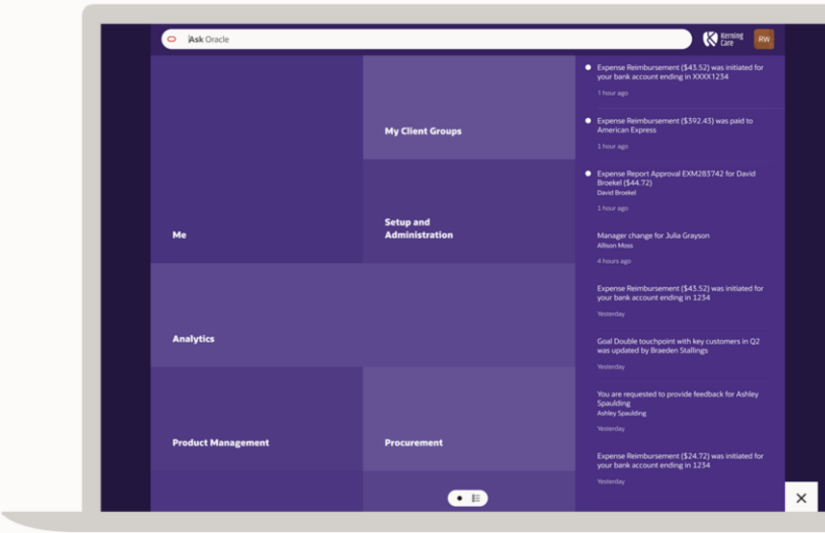 Ask Oracle
Kerning
Care
RW
My Client Groups
Me
Setup and
Administration
Analytics
Product Management
Procurement
Expense Reimbursement ($43.52) was initiated for
your bank account ending in XXXX1234
1 hour ago
Expense Reimbursement ($392.43) was paid to
American Express
1 hour ago
Expense Report Approval EXM283742 for David
Broekel ($44.72)
David Broekel
1 hour ago
Manager change for Julia Grayson
Allison Moss
4 hours ago
Expense Reimbursement ($43.52) was initiated for
your bank account ending in 1234
Yesterday
Goal Double touchpoint with key customers in Q2
was updated by Braeden Stallings
Yesterday
You are requested to provide feedback for Ashley
Spaulding
Ashley Spaulding
Yesterday
Expense Reimbursement ($24.72) was initiated for
your bank account ending in 1234
Yesterday